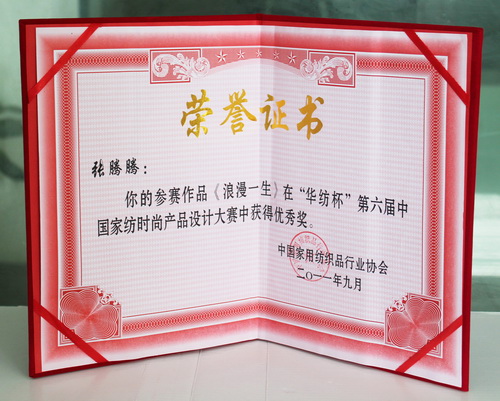 荣誉证书
张腾腾：
你的参赛作品《浪漫一生》在“华纺杯”第六届中
国家纺时尚产品设计大赛中获得优秀奖。
中国家用纺织品行业协会
二〇一一年九月